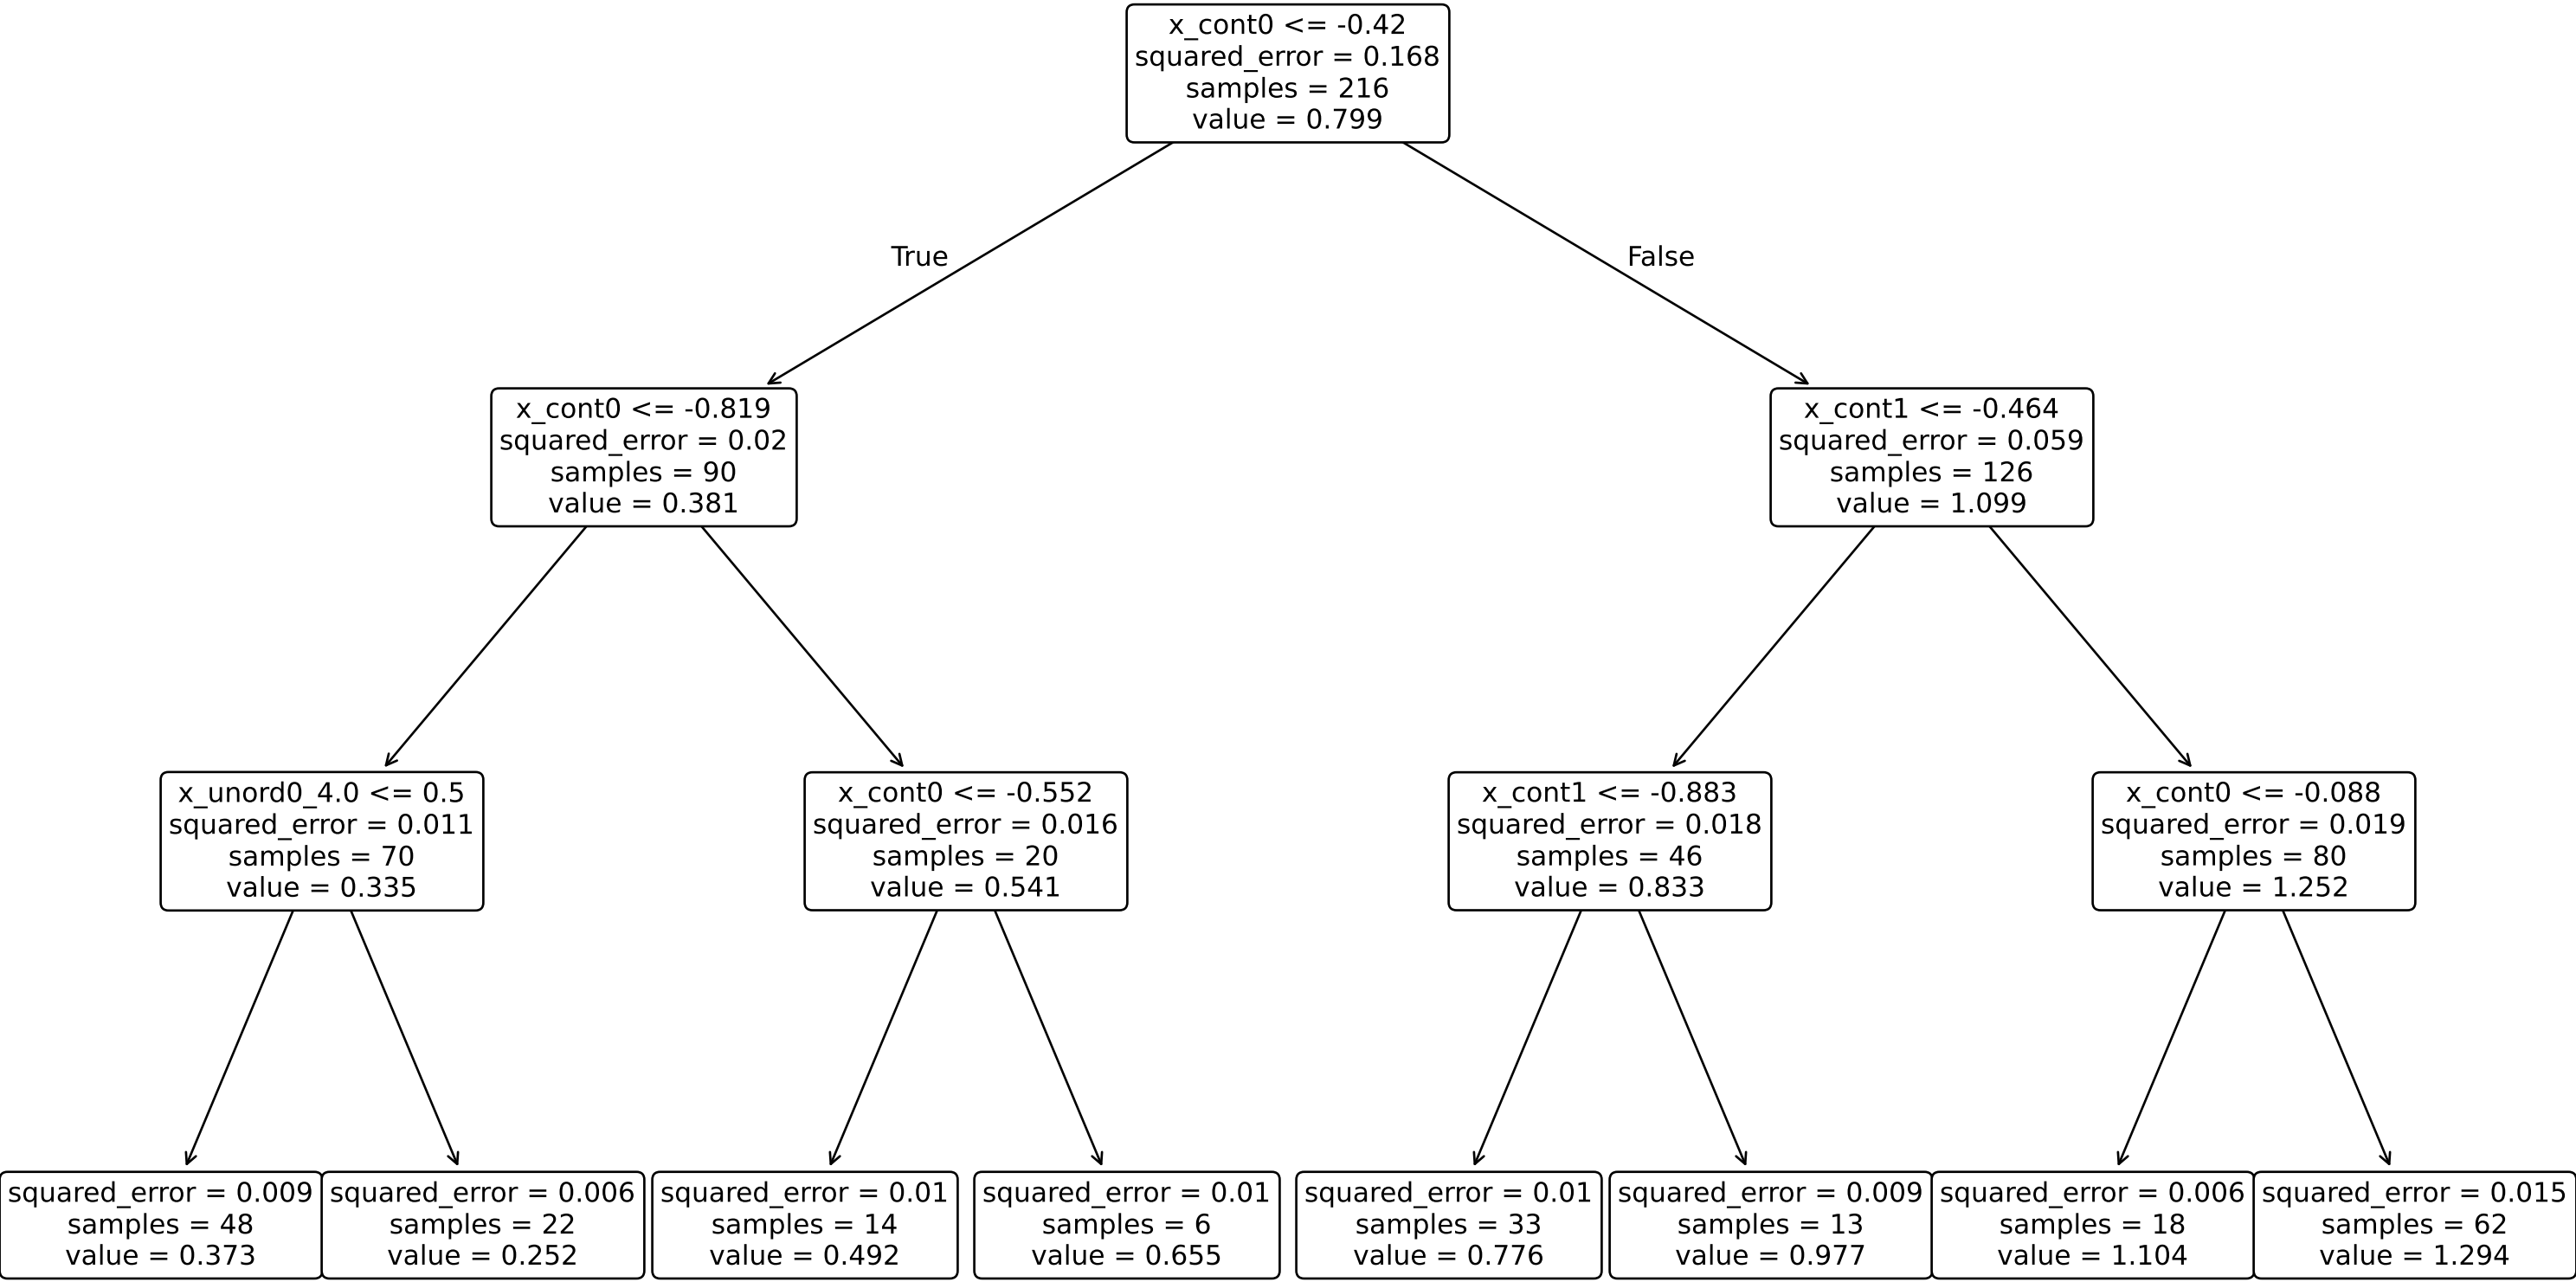 x_cont0 <= -0.42
squared_error = 0.168
samples = 216
value = 0.799
True
False
x_cont0 <= -0.819
squared_error = 0.02
samples = 90
value = 0.381
x_cont1 <= -0.464
squared_error = 0.059
samples = 126
value = 1.099
x_unord0_4.0 <= 0.5
squared_error = 0.011
samples = 70
value = 0.335
x_cont0 <= -0.552
squared_error = 0.016
samples = 20
value = 0.541
x_cont1 <= -0.883
squared_error = 0.018
samples = 46
value = 0.833
x_cont0 <= -0.088
squared_error = 0.019
samples = 80
value = 1.252
squared_error = 0.009
samples = 48
value = 0.373
squared_error = 0.006
samples = 22
value = 0.252
squared_error = 0.01
samples = 14
value = 0.492
squared_error = 0.01
samples = 6
value = 0.655
squared_error = 0.01
samples = 33
value = 0.776
squared_error = 0.009
samples = 13
value = 0.977
squared_error = 0.006
samples = 18
value = 1.104
squared_error = 0.015
samples = 62
value = 1.294